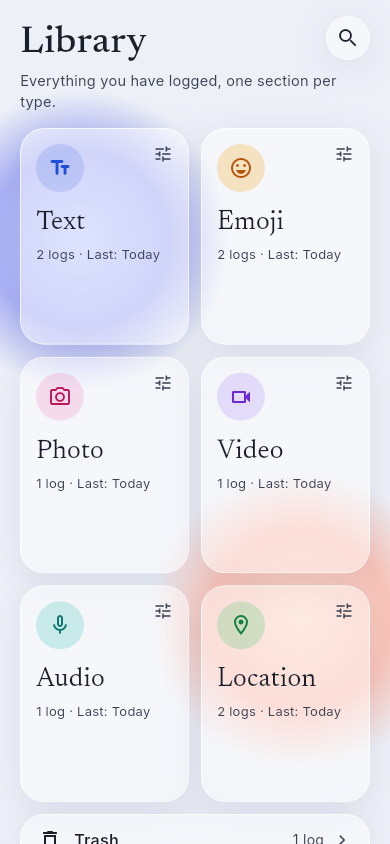 Library
Everything you have logged, one section per
type.
Text
2 logs · Last: Today
Emoji
2 logs · Last: Today
Photo
1 log · Last: Today
Video
1 log · Last: Today
Audio
1 log · Last: Today
Location
2 logs · Last: Today
Trash 1 log